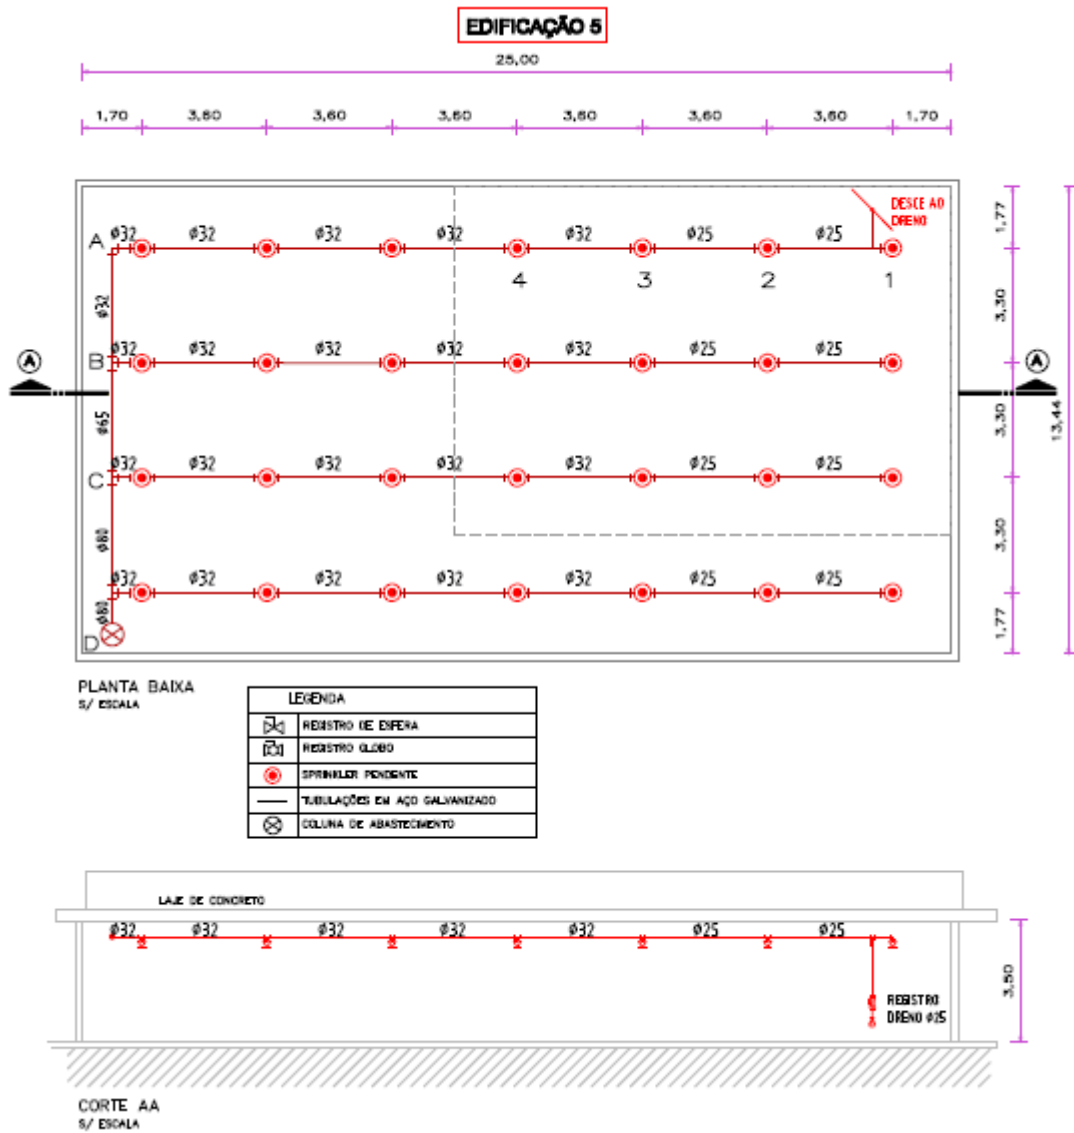 EDIFICAÇÃO 5
25,00
1,70 3,60 3,60 3,60 3,60 3,60 3,60 1,70
DESCE AO
DRENO
A Ø32 Ø32 Ø32 Ø32 Ø32 Ø25 Ø25
4 3 2 1
1,77
Ø32
3,30
B Ø32 Ø32 Ø32 Ø32 Ø32 Ø25 Ø25
A A
Ø65
3,30
13,44
C Ø32 Ø32 Ø32 Ø32 Ø32 Ø25 Ø25
Ø80
3,30
Ø32 Ø32 Ø32 Ø32 Ø32 Ø25 Ø25
Ø80
1,77
D
PLANTA BAIXA
S/ ESCALA
LEGENDA
REGISTRO DE ESFERA
REGISTRO GLOBO
SPRINKLER PENDENTE
TUBULAÇÕES EM AÇO GALVANIZADO
COLUNA DE ABASTECIMENTO
LAJE DE CONCRETO
Ø32 Ø32 Ø32 Ø32 Ø32 Ø25 Ø25
3,50
REGISTRO
DRENO Ø25
CORTE AA
S/ ESCALA